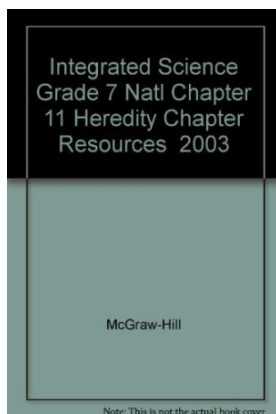 Integrated Science
Grade 7 Natl Chapter
11 Heredity Chapter
Resources 2003
McGraw-Hill
Note: This is not the actual book cover